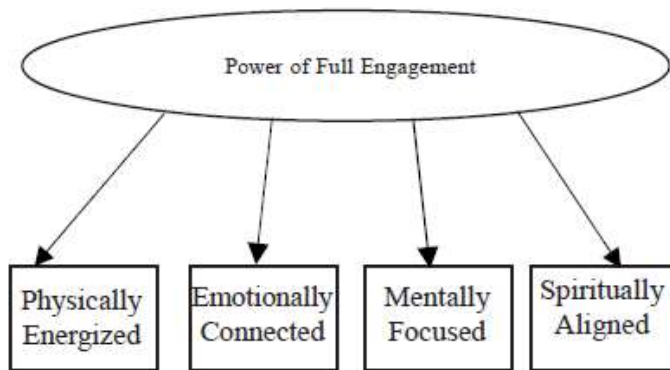 Power of Full Engagement
Physically
Energized
Emotionally
Connected
Mentally
Focused
Spiritually
Aligned